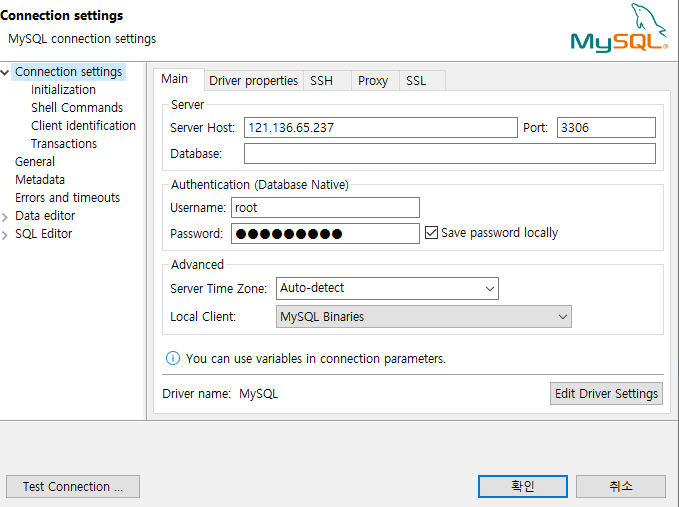 Connection settings
MySQL connection settings
MySQL®
Connection settings
Initialization
Shell Commands
Client identification
Transactions
General
Metadata
Errors and timeouts
Data editor
SQL Editor
Main Driver properties SSH Proxy SSL
Server
Server Host: 121.136.65.237 Port: 3306
Database:
Authentication (Database Native)
Username: root
Password: ●●●●●●●●● Save password locally
Advanced
Server Time Zone: Auto-detect
Local Client: MySQL Binaries
You can use variables in connection parameters.
Driver name: MySQL Edit Driver Settings
Test Connection ... 확인 취소